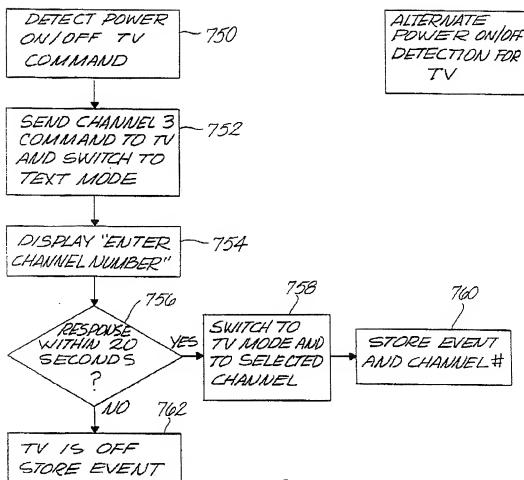 DETECT POWER
ON/OFF TV
COMMAND
750
ALTERNATE
POWER ON/OFF
DETECTION FOR
TV
SEND CHANNEL 3
COMMAND TO TV
AND SWITCH TO
TEXT MODE
752
DISPLAY "ENTER
CHANNEL NUMBER"
754
RESPONSE
WITHIN 20
SECONDS
?
756
YES
SWITCH TO
TV MODE AND
TO SELECTED
CHANNEL
758
STORE EVENT
AND CHANNEL #
760
NO
TV IS OFF
STORE EVENT
762